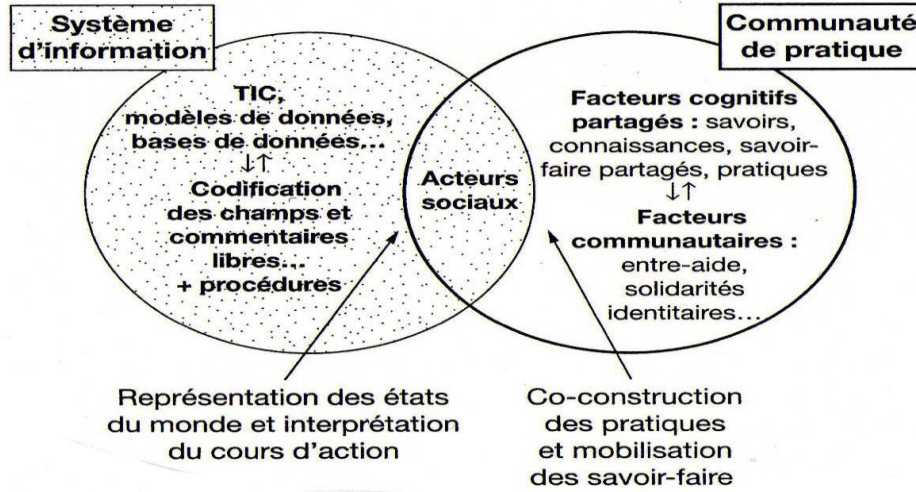 Système
d'information
Communauté
de pratique
TIC,
modèles de données,
bases de données...
↓↑
Codification
des champs et
commentaires
libres...
+ procédures
Acteurs
sociaux
Facteurs cognitifs
partagés : savoirs,
connaissances, savoir-
faire partagés, pratiques
↓↑
Facteurs
communautaires :
entre-aide,
solidarités
identitaires...
Représentation des états
du monde et interprétation
du cours d'action
Co-construction
des pratiques
et mobilisation
des savoir-faire